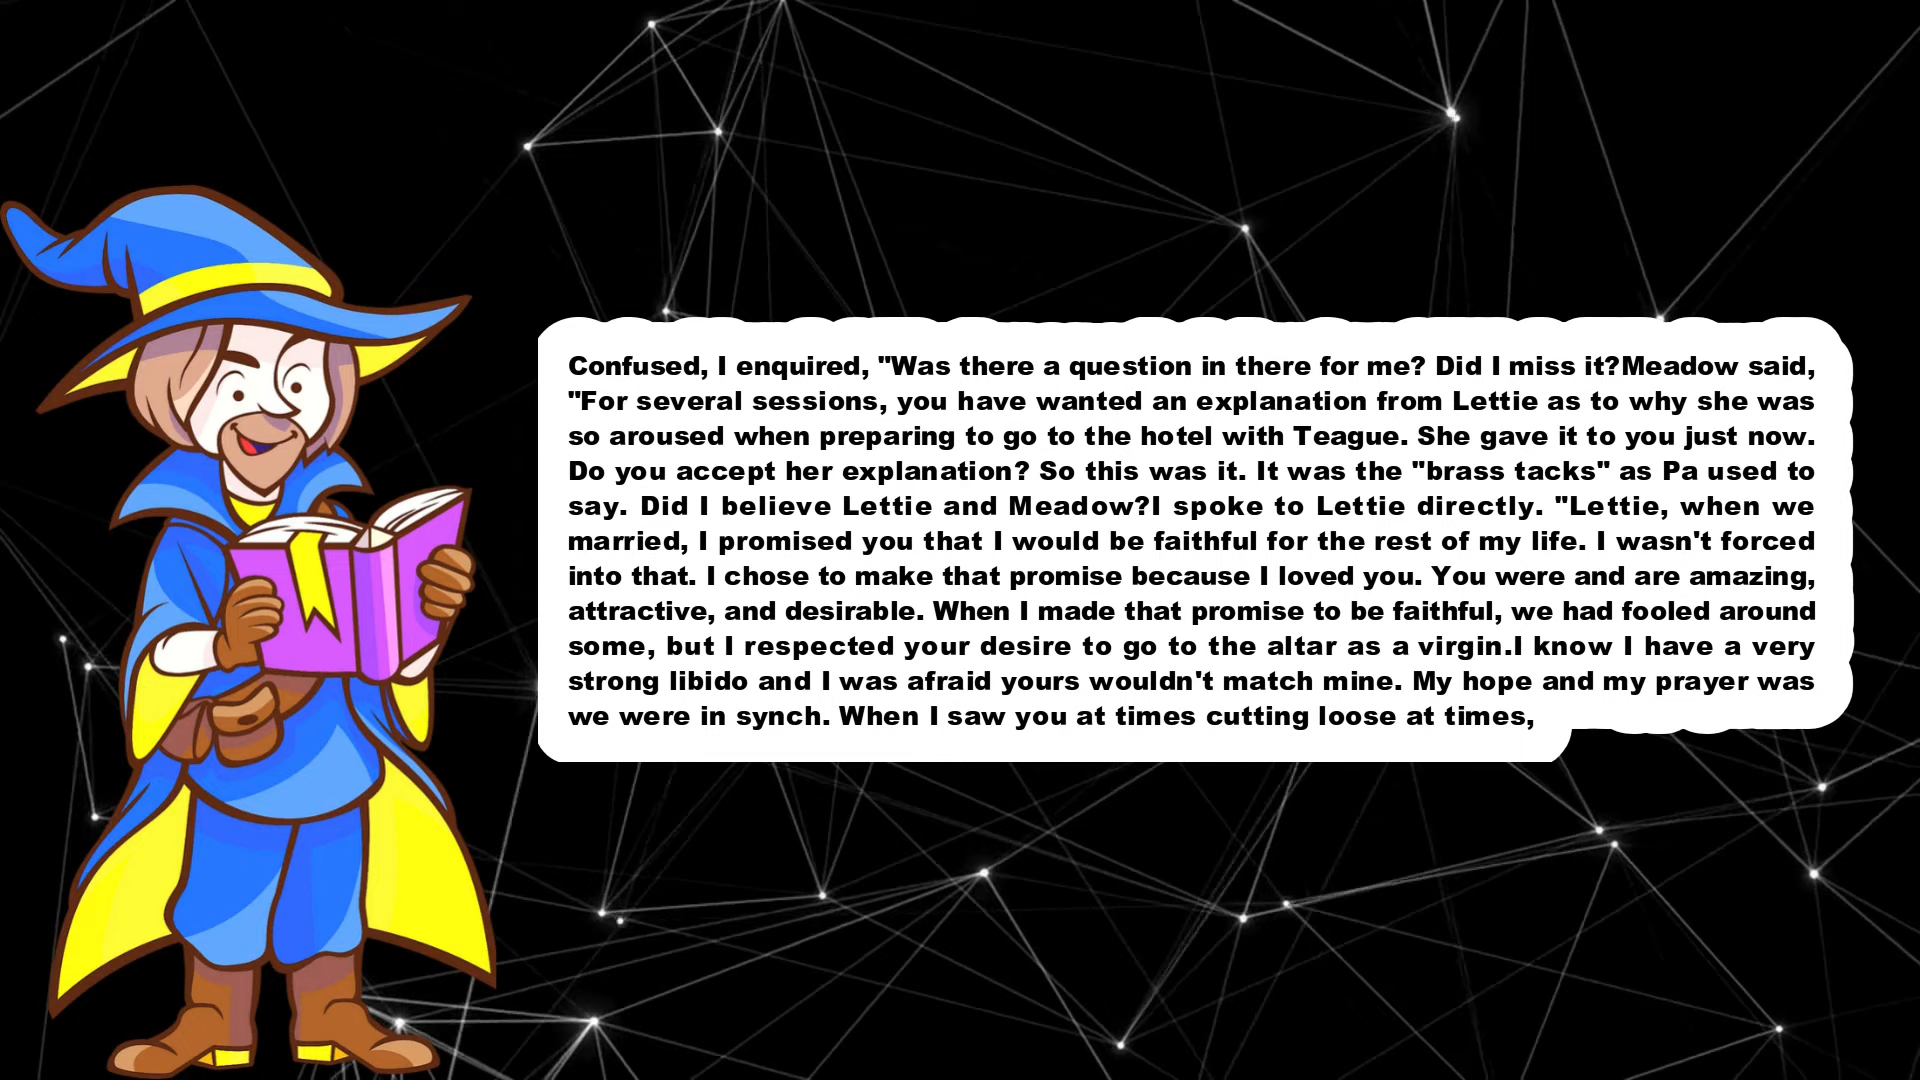 Confused, I enquired, "Was there a question in there for me? Did I miss it?Meadow said,
"For several sessions, you have wanted an explanation from Lettie as to why she was
so aroused when preparing to go to the hotel with Teague. She gave it to you just now.
Do you accept her explanation? So this was it. It was the "brass tacks" as Pa used to
say. Did I believe Lettie and Meadow?I spoke to Lettie directly. "Lettie, when we
married, I promised you that I would be faithful for the rest of my life. I wasn't forced
into that. I chose to make that promise because I loved you. You were and are amazing,
attractive, and desirable. When I made that promise to be faithful, we had fooled around
some, but I respected your desire to go to the altar as a virgin.I know I have a very
strong libido and I was afraid yours wouldn't match mine. My hope and my prayer was
we were in synch. When I saw you at times cutting loose at times,